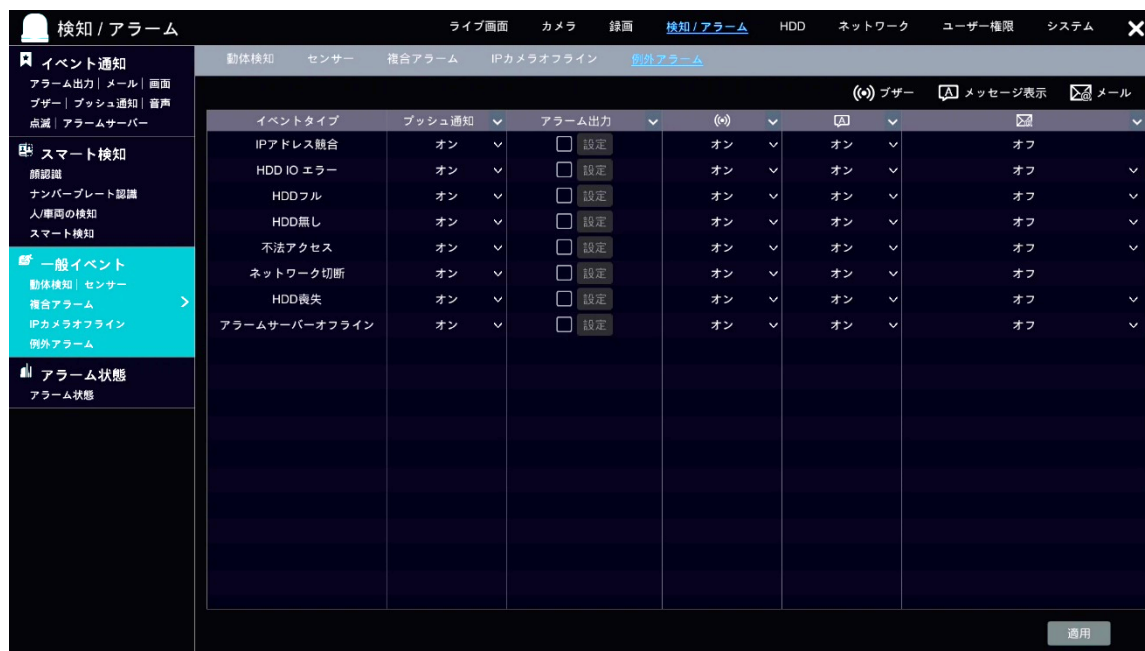 検知 / アラーム ライブ画面 カメラ 録画 検知 / アラーム HDD ネットワーク ユーザー権限 システム
イベント通知
アラーム出力 | メール | 画面
ブザー | プッシュ通知 | 音声
点滅 | アラームサーバー
スマート検知
顔認識
ナンバープレート認識
人/車両の検知
スマート検知
一般イベント
動体検知 | センサー
複合アラーム
IPカメラオフライン
例外アラーム
アラーム状態
アラーム状態
動体検知 センサー 複合アラーム IPカメラオフライン 例外アラーム
ブザー A メッセージ表示 メール
イベントタイプ プッシュ通知 アラーム出力 A
IPアドレス競合 オン 設定 オン オン オフ
HDD IO エラー オン 設定 オン オン オフ
HDDフル オン 設定 オン オン オフ
HDD無し オン 設定 オン オン オフ
不法アクセス オン 設定 オン オン オフ
ネットワーク切断 オン 設定 オン オン オフ
HDD喪失 オン 設定 オン オン オフ
アラームサーバーオフライン オン 設定 オン オン オフ
適用